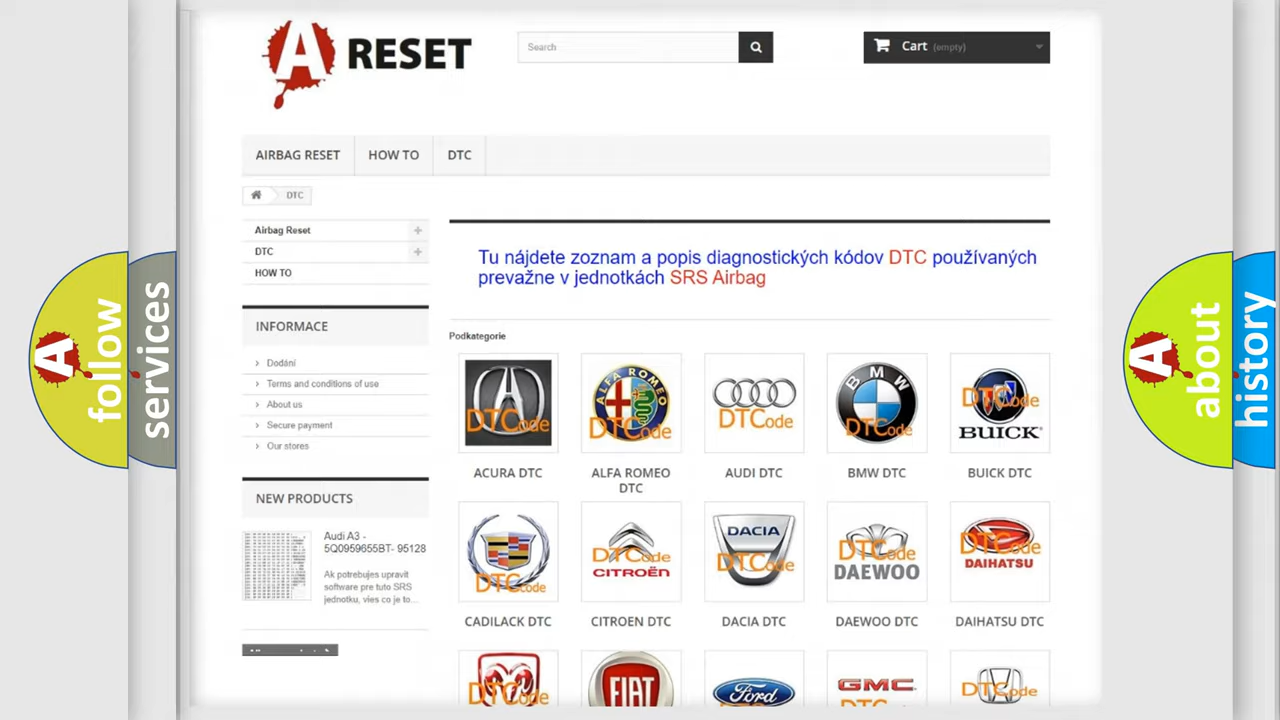 A RESET
Search
Cart (empty)
AIRBAG RESET
HOW TO
DTC
DTC
Airbag Reset
DTC
HOW TO
INFORMACE
Dodání
Terms and conditions of use
About us
Secure payment
Our stores
NEW PRODUCTS
Audi A3 -
5Q0959655BT- 95128
Ak potrebujes upravit
software pre tuto SRS
jednotku, vies co je to...
Tu nájdete zoznam a popis diagnostických kódov DTC používaných
prevažne v jednotkách SRS Airbag
Podkategorie
DTCode
ALFA ROMEO
DTCode
DTCode
BMW
DTCode
DTCode
BUICK
ACURA DTC
ALFA ROMEO
DTC
AUDI DTC
BMW DTC
BUICK DTC
DTCode
DTCode
CITROËN
DACIA
DTCode
DTCode
DAEWOO
DTCode
DAIHATSU
CADILACK DTC
CITROEN DTC
DACIA DTC
DAEWOO DTC
DAIHATSU DTC
DTCode
FIAT
Ford
GMC
DTCode
A follow
services
A about
history